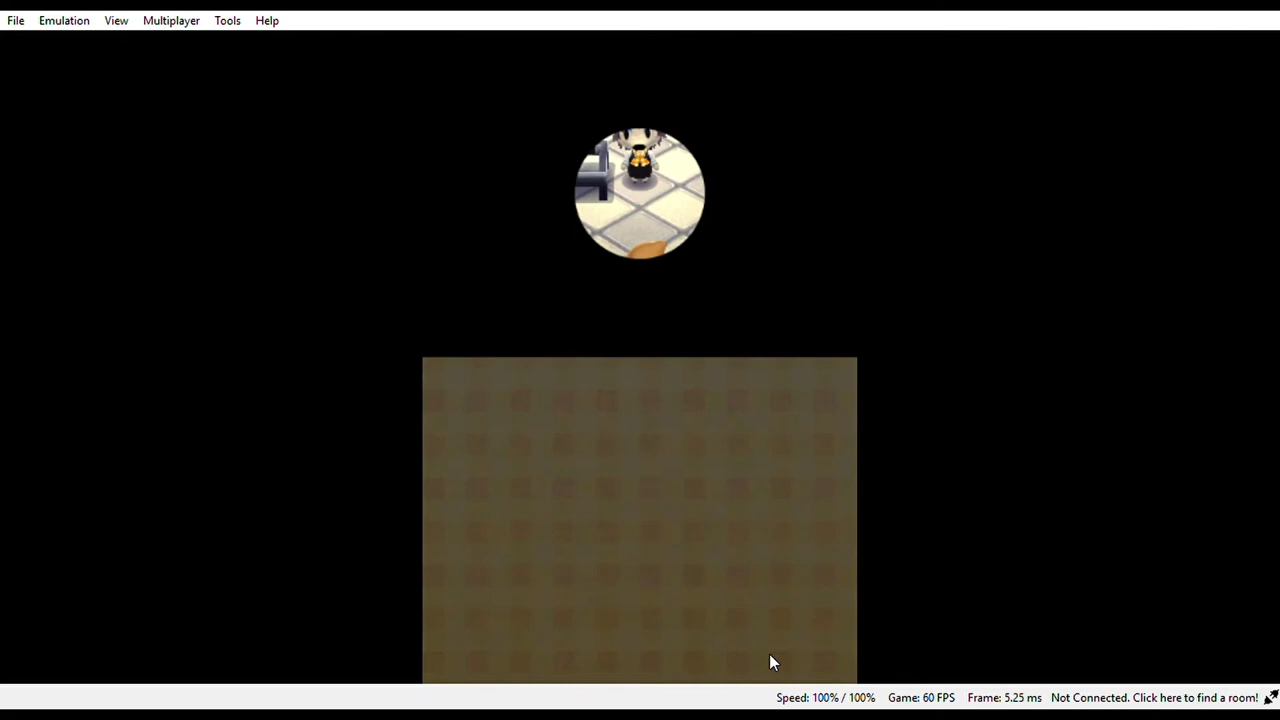 File Emulation View Multiplayer Tools Help
Speed: 100% / 100% Game: 60 FPS Frame: 5.25 ms Not Connected. Click here to find a room!